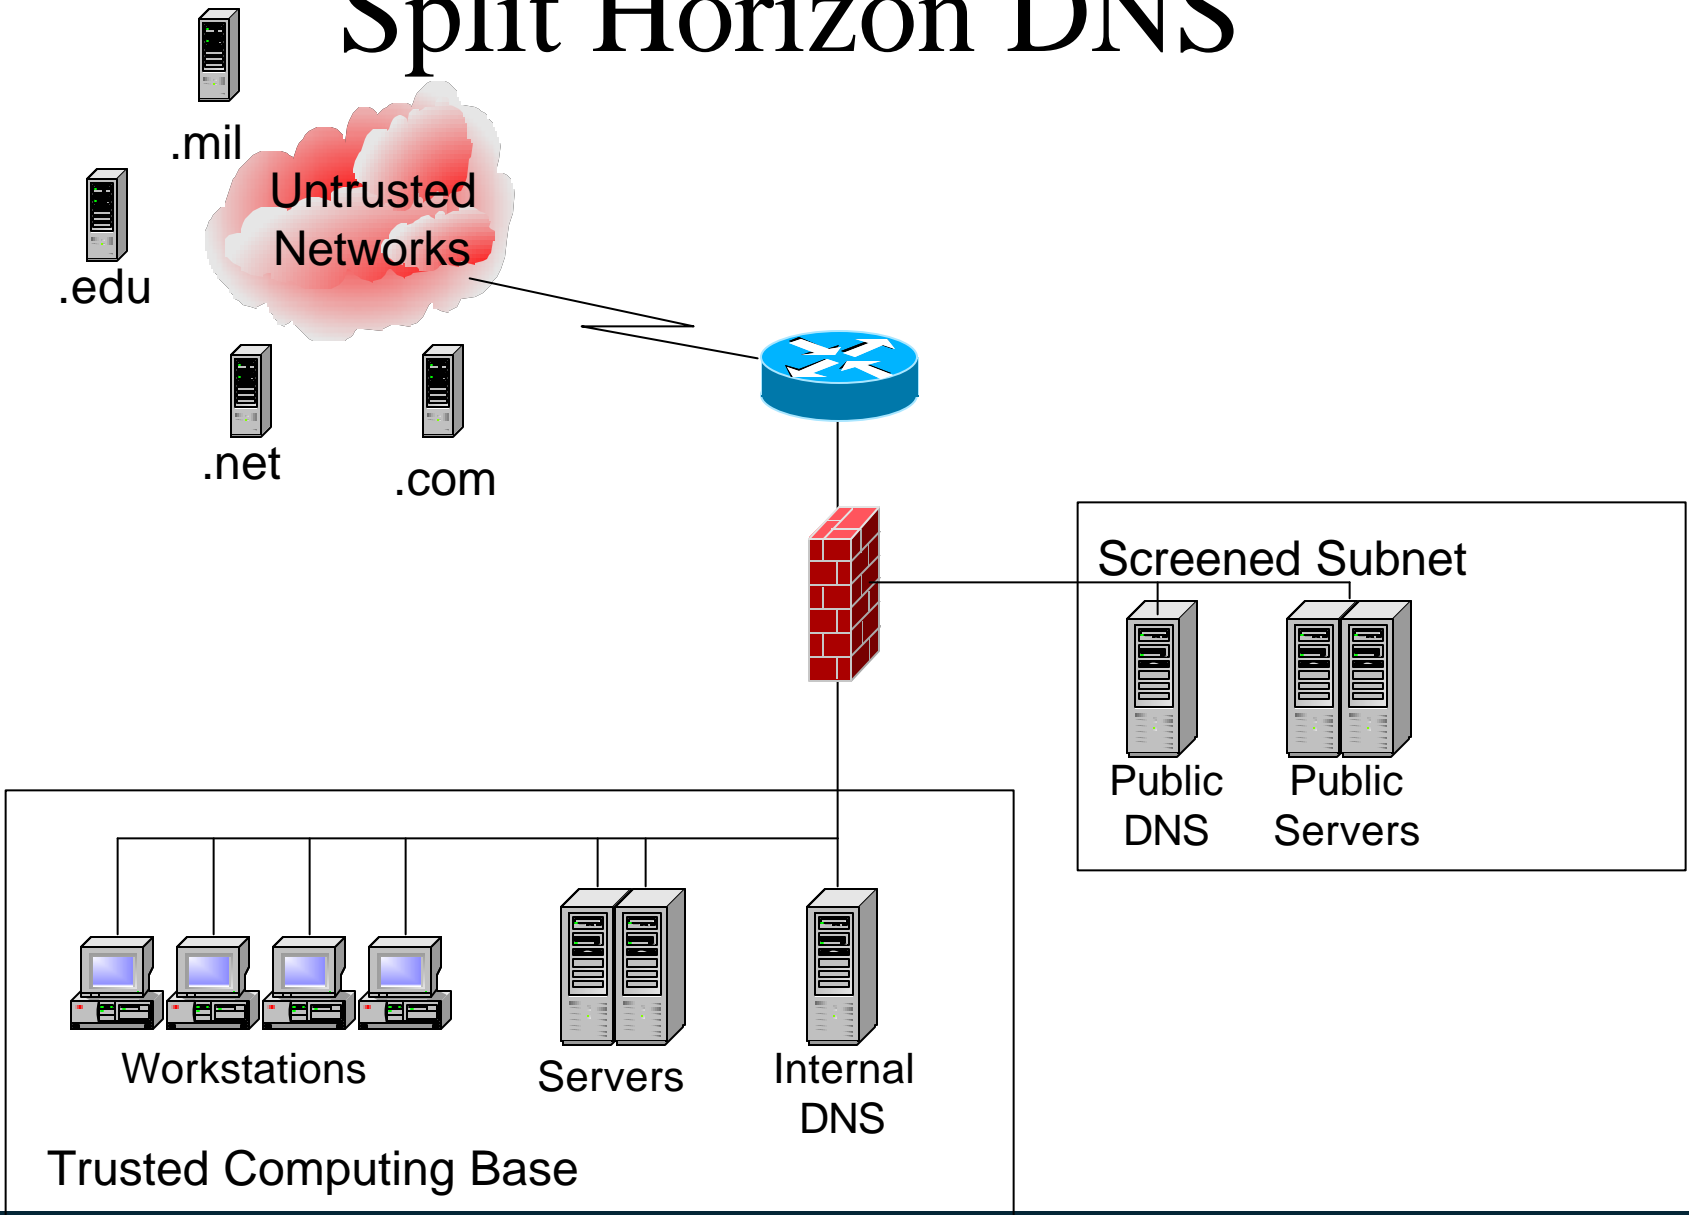 Split Horizon DNS
.mil
Untrusted
Networks
.edu
.net
.com
Screened Subnet
Public
DNS
Public
Servers
Workstations
Servers
Internal
DNS
Trusted Computing Base